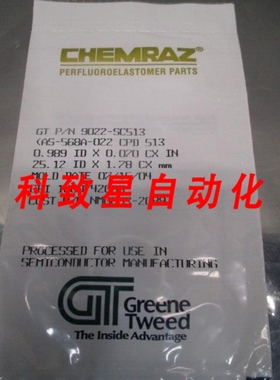 CHEMRAZ®
PERFLUOROELASTOMER PARTS
GT P/N 9022-SC513
<AS-568A-022 CPD 513
0.989 ID X 0.070 CX IN
25.12 ID X 1.78 CX mm
MOLD DATE
科致星自动化
PROCESSED FOR USE IN
SEMICONDUCTOR MANUFACTURING
GT
Greene
Tweed
The Inside Advantage